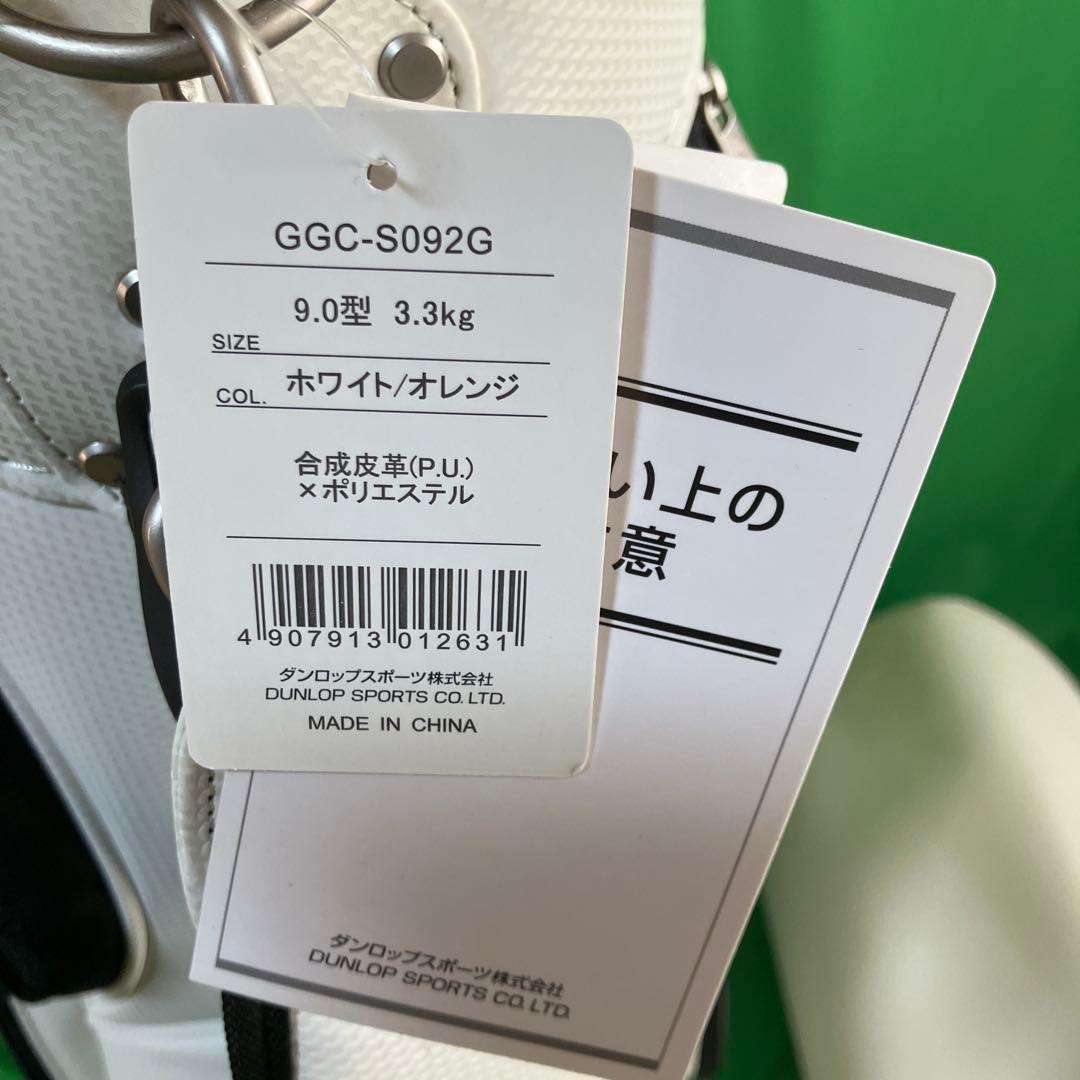 GGC-S092G
9.0型 3.3kg
SIZE
ホワイト/オレンジ
COL.
合成皮革(P.U.)
×ポリエステル
4 907913 012631
ダンロップスポーツ株式会社
DUNLOP SPORTS CO. LTD.
MADE IN CHINA
い上の
意
ダンロップスポーツ株式会社
DUNLOP SPORTS CO. LTD.